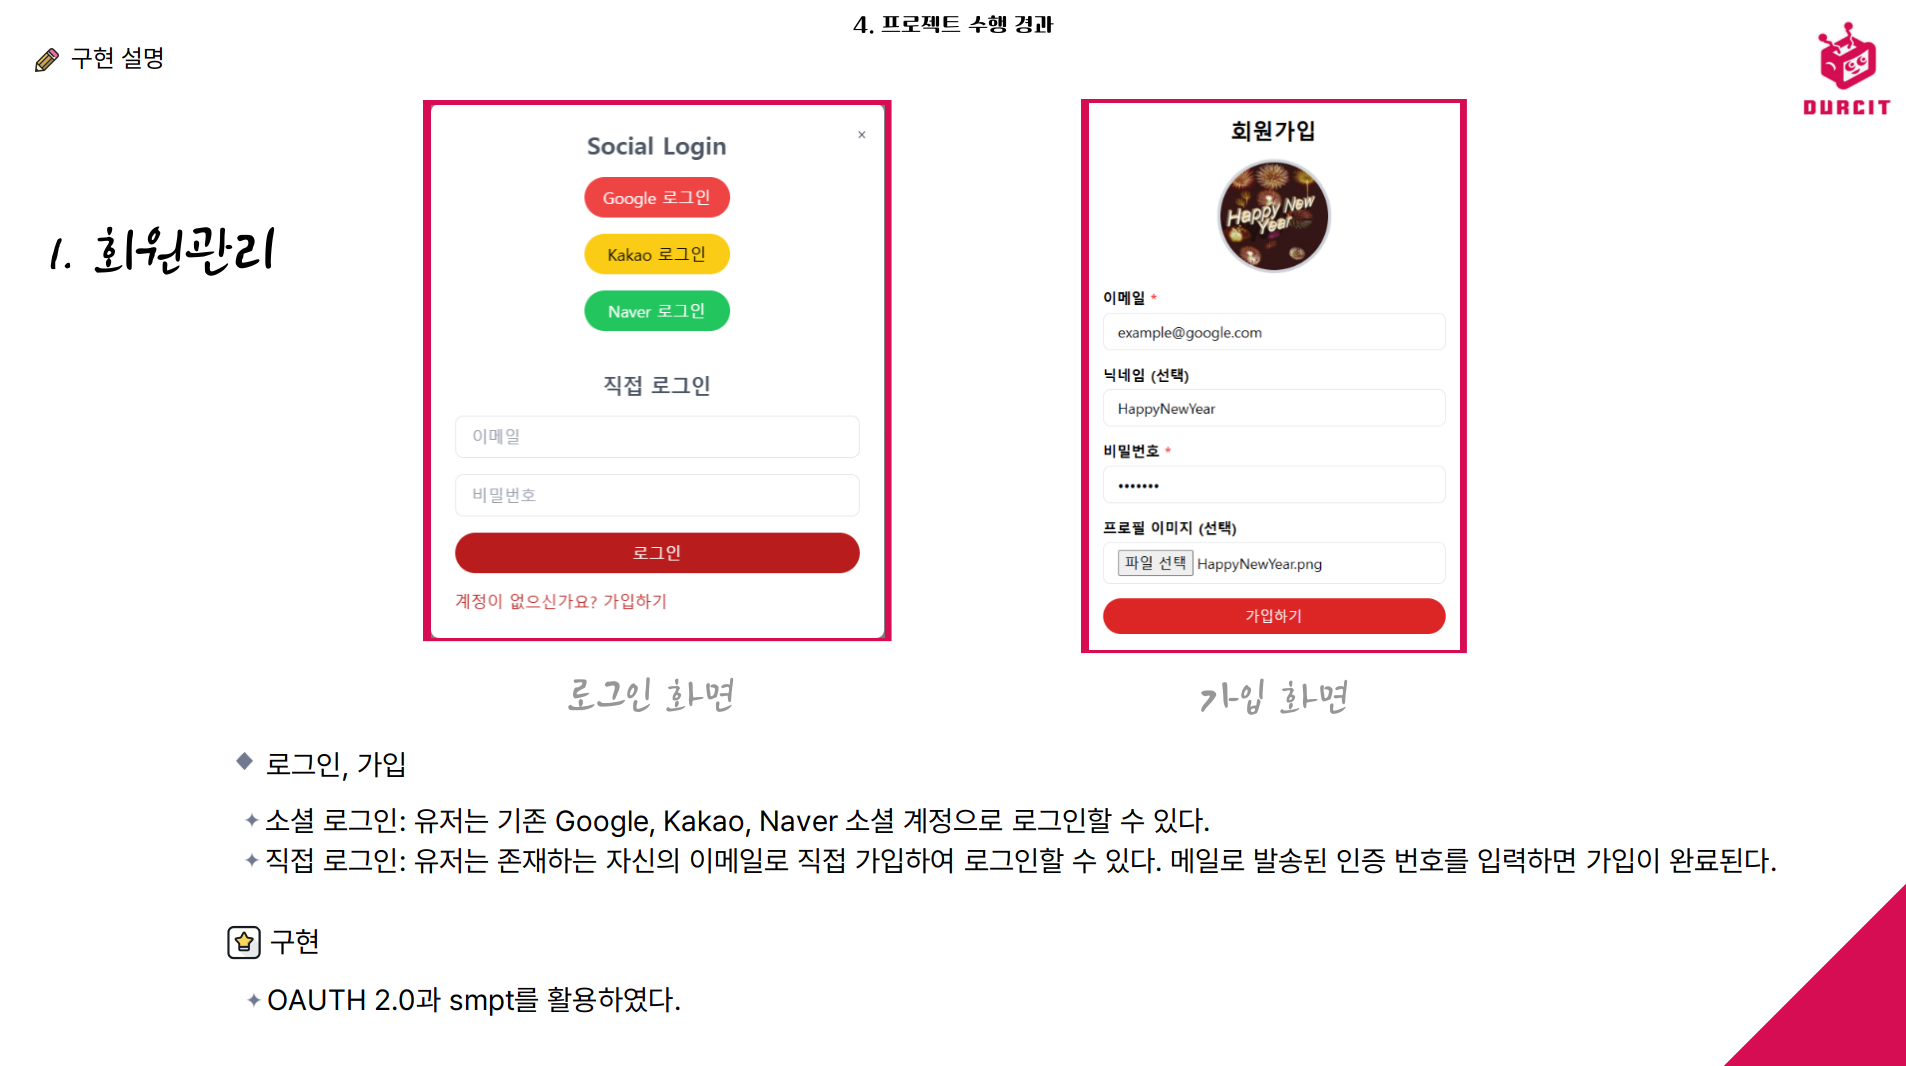 4. 프로젝트 수행 경과
구현 설명
DURCIT
1. 회원관리
Social Login
×
Google 로그인
Kakao 로그인
Naver 로그인
직접 로그인
이메일
비밀번호
로그인
계정이 없으신가요? 가입하기
로그인 화면
회원가입
Happy New
Year
이메일 *
example@google.com
닉네임 (선택)
HappyNewYear
비밀번호 *
•••••••
프로필 이미지 (선택)
파일 선택 HappyNewYear.png
가입하기
가입 화면
로그인, 가입
소셜 로그인: 유저는 기존 Google, Kakao, Naver 소셜 계정으로 로그인할 수 있다.
직접 로그인: 유저는 존재하는 자신의 이메일로 직접 가입하여 로그인할 수 있다. 메일로 발송된 인증 번호를 입력하면 가입이 완료된다.
구현
OAUTH 2.0과 smpt를 활용하였다.